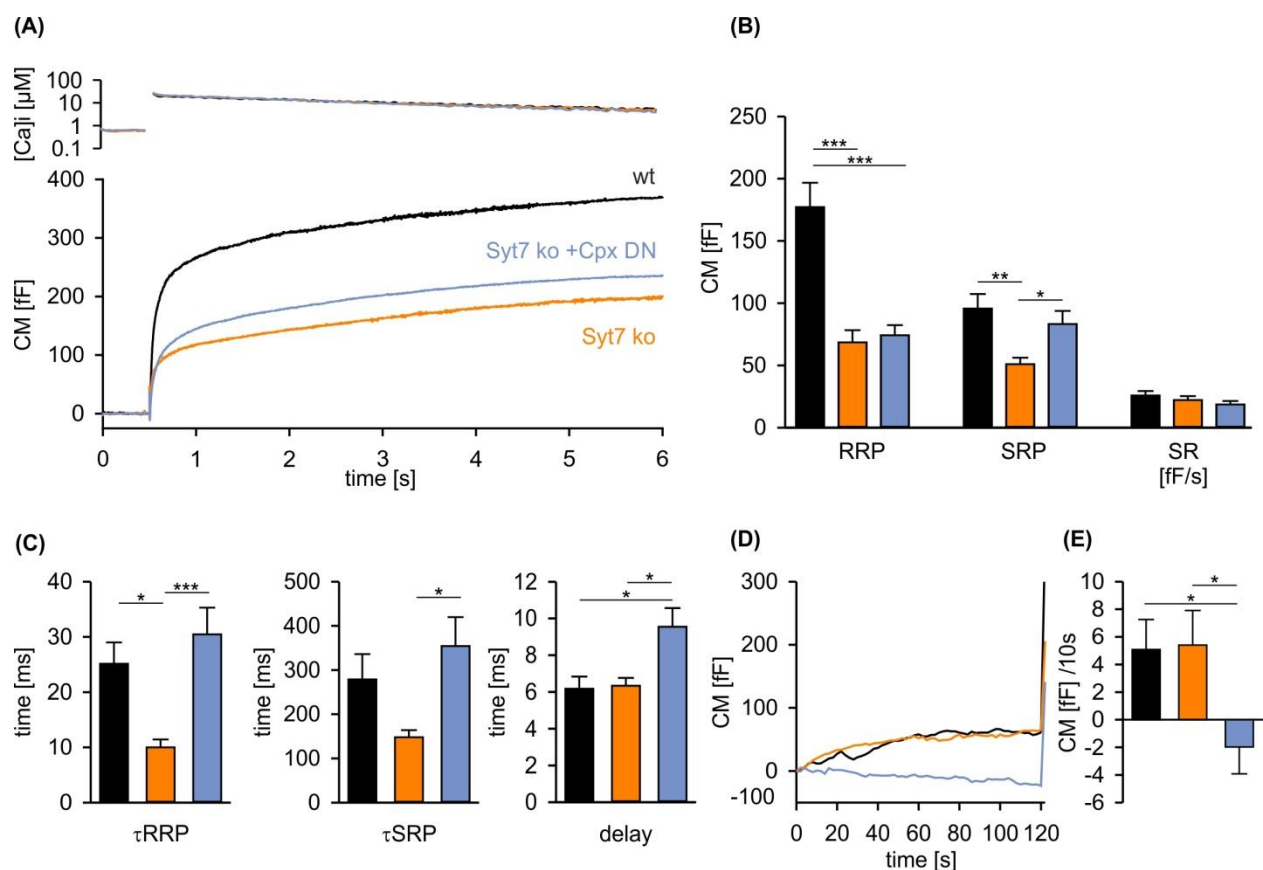 (A)
[Ca]i [µM]
100
10
1
0.1
CM [fF]
400
300
200
100
0
wt
Syt7 ko +Cpx DN
Syt7 ko
0 1 2 3 4 5 6
time [s]
(B)
CM [fF]
250
200
150
100
50
0
***
***
**
*
RRP SRP SR
[fF/s]
(C)
time [ms]
40
30
20
10
0
* ***
τRRP
time [ms]
500
400
300
200
100
0
*
τSRP
time [ms]
12
10
8
6
4
2
0
*
*
delay
(D)
CM [fF]
300
200
100
0
-100
0 20 40 60 80 100 120
time [s]
(E)
CM [fF] /10s
10
8
6
4
2
0
-2
-4
-6
*
*